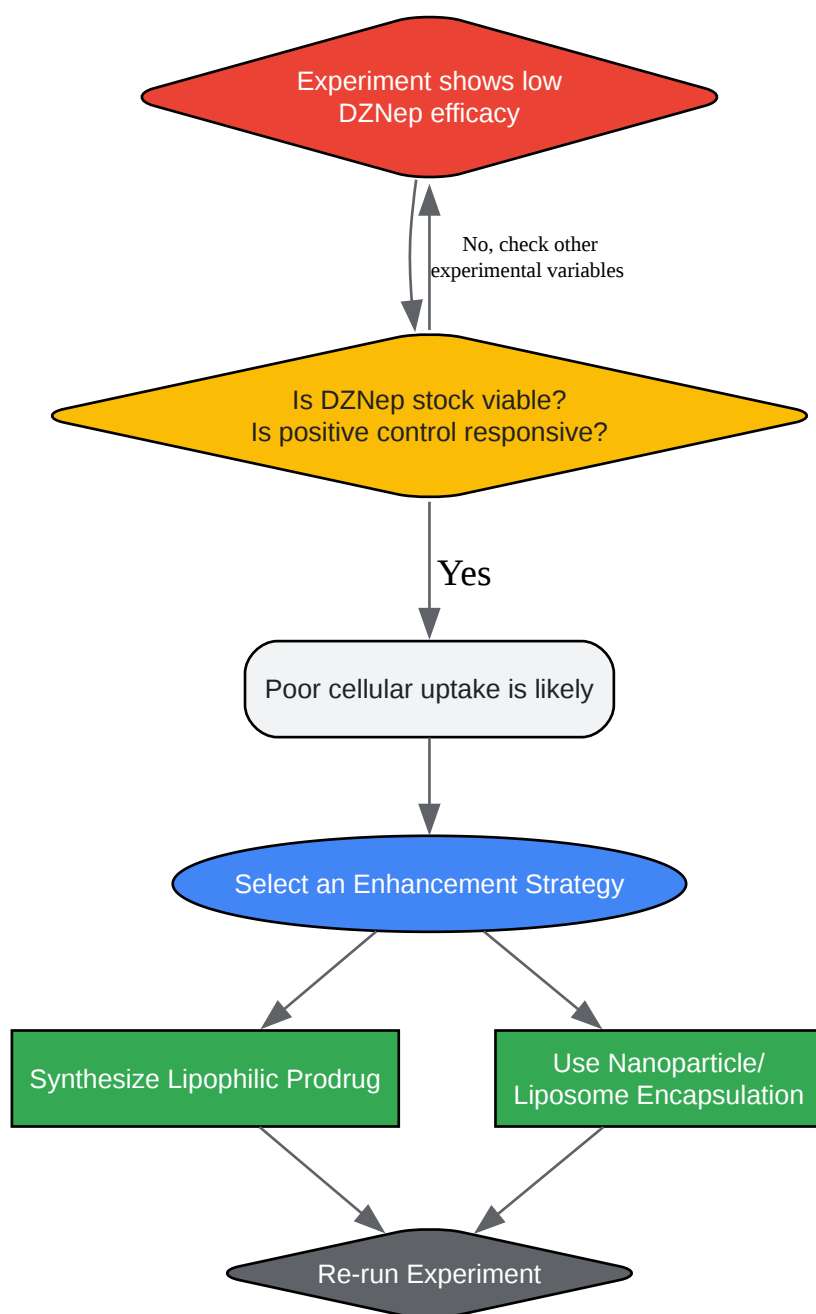 Experiment shows low
DZNep efficacy
No, check other
experimental variables
Is DZNep stock viable?
Is positive control responsive?
Yes
Poor cellular uptake is likely
Select an Enhancement Strategy
Synthesize Lipophilic Prodrug
Use Nanoparticle/
Liposome Encapsulation
Re-run Experiment